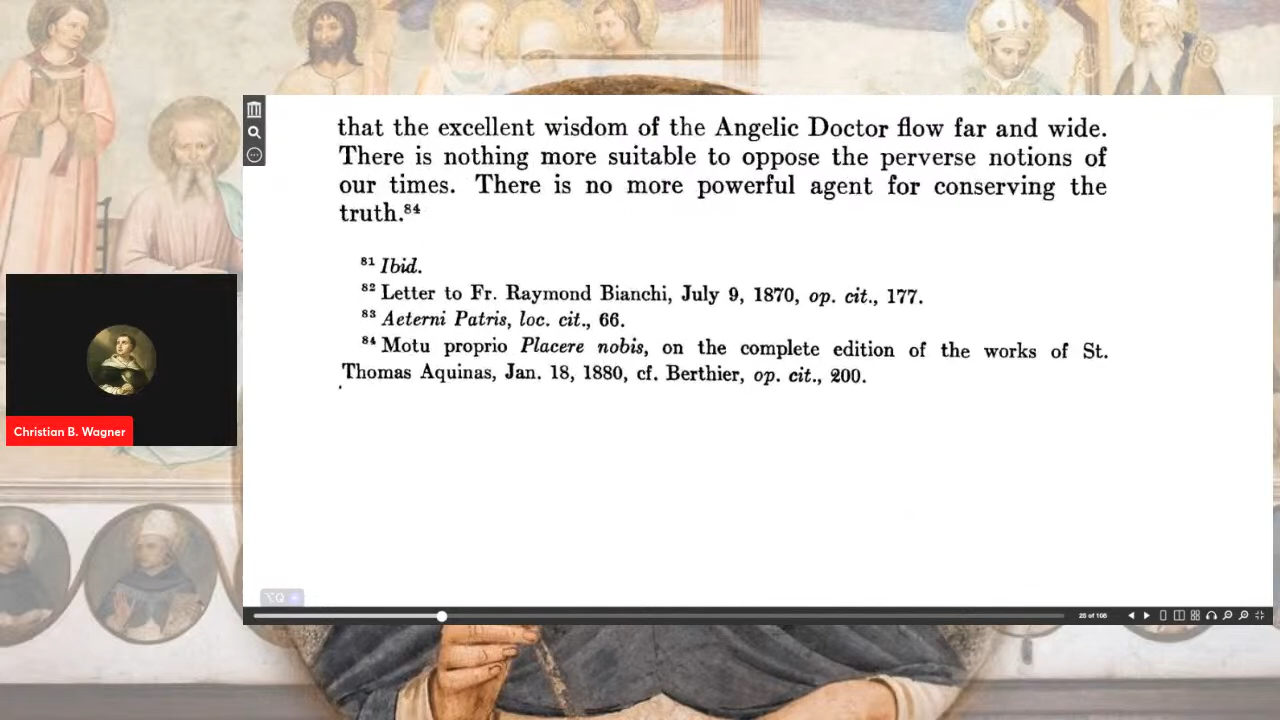 that the excellent wisdom of the Angelic Doctor flow far and wide.
There is nothing more suitable to oppose the perverse notions of
our times. There is no more powerful agent for conserving the
truth.⁸⁴
⁸¹ Ibid.
⁸² Letter to Fr. Raymond Bianchi, July 9, 1870, op. cit., 177.
⁸³ Aeterni Patris, loc. cit., 66.
⁸⁴ Motu proprio Placere nobis, on the complete edition of the works of St.
Thomas Aquinas, Jan. 18, 1880, cf. Berthier, op. cit., 200.
Christian B. Wagner